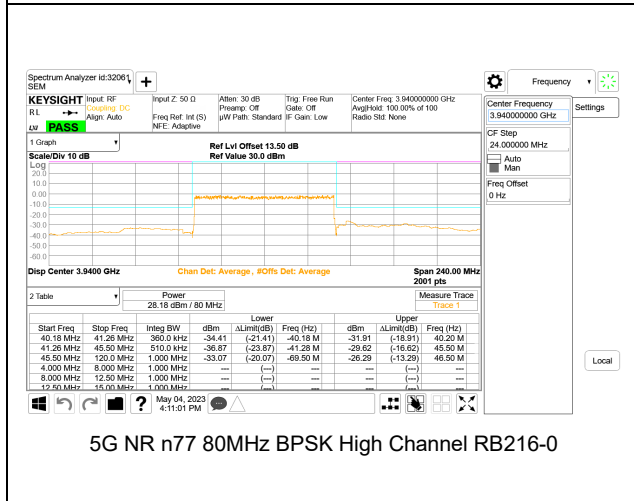 Spectrum Analyzer id:32061
SEM
Frequency
KEYSIGHT
Input: RF
Coupling: DC
Align: Auto
Input Z: 50 Ω
Freq Ref: Int (S)
NFE: Adaptive
Atten: 30 dB
Preamp: Off
µW Path: Standard
Trig: Free Run
Gate: Off
IF Gain: Low
Center Freq: 3.940000000 GHz
Avg|Hold: 100.00% of 100
Radio Std: None
R L
PASS
Center Frequency
3.940000000 GHz
Settings
CF Step
24.000000 MHz
Auto
Man
Freq Offset
0 Hz
Local
1 Graph
Scale/Div 10 dB
Ref Lvl Offset 13.50 dB
Ref Value 30.0 dBm
Log
20.0
10.0
0.00
-10.0
-20.0
-30.0
-40.0
-50.0
-60.0
Disp Center 3.9400 GHz
Chan Det: Average , #Offs Det: Average
Span 240.00 MHz
2001 pts
2 Table
Power
28.18 dBm / 80 MHz
Measure Trace
Trace 1
Lower Upper
Start Freq Stop Freq Integ BW dBm ΔLimit(dB) Freq (Hz) dBm ΔLimit(dB) Freq (Hz)
40.18 MHz 41.26 MHz 360.0 kHz -34.41 (-21.41) -40.18 M -31.91 (-18.91) 40.20 M
41.26 MHz 45.50 MHz 510.0 kHz -36.87 (-23.87) -41.28 M -29.62 (-16.62) 45.50 M
45.50 MHz 120.0 MHz 1.000 MHz -33.07 (-20.07) -69.50 M -26.29 (-13.29) 46.50 M
4.000 MHz 8.000 MHz 1.000 MHz --- (---) --- --- (---) ---
8.000 MHz 12.50 MHz 1.000 MHz --- (---) --- --- (---) ---
12.50 MHz 15.00 MHz 1.000 MHz --- (---) --- --- (---) ---
May 04, 2023
4:11:01 PM
5G NR n77 80MHz BPSK High Channel RB216-0